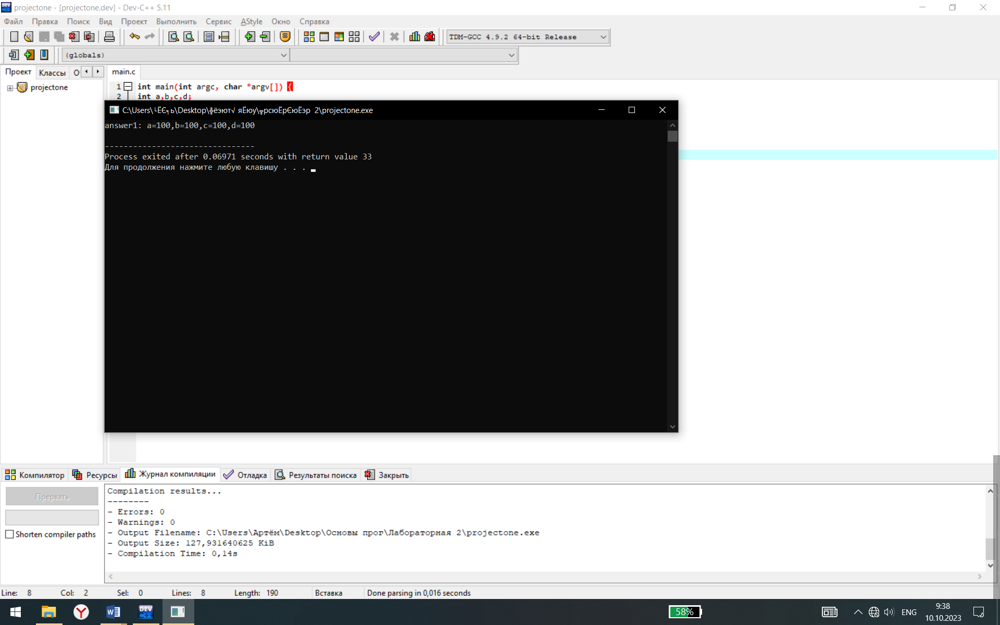 projectone - [projectone.dev] - Dev-C++ 5.11
Файл Правка Поиск Вид Проект Выполнить Сервис AStyle Окно Справка
TDM-GCC 4.9.2 64-bit Release
(globals)
Проект Классы О main.c
projectone
1 int main(int argc, char *argv[]) {
2 int a,b,c,d;
C:\Users\└ЁЄ╕ь\Desktop\╬ёэют√ яЁюу\╦рсюЁрЄюЁэр 2\projectone.exe
answer1: a=100,b=100,c=100,d=100
--------------------------------
Process exited after 0.06971 seconds with return value 33
Для продолжения нажмите любую клавишу . . .
Компилятор Ресурсы Журнал компиляции Отладка Результаты поиска Закрыть
Прервать
Shorten compiler paths
Compilation results...
--------
- Errors: 0
- Warnings: 0
- Output Filename: C:\Users\Артём\Desktop\Основы прог\Лабораторная 2\projectone.exe
- Output Size: 127,931640625 KiB
- Compilation Time: 0,14s
Line: 8 Col: 2 Sel: 0 Lines: 8 Length: 190 Вставка Done parsing in 0,016 seconds
58% ENG 9:38
10.10.2023